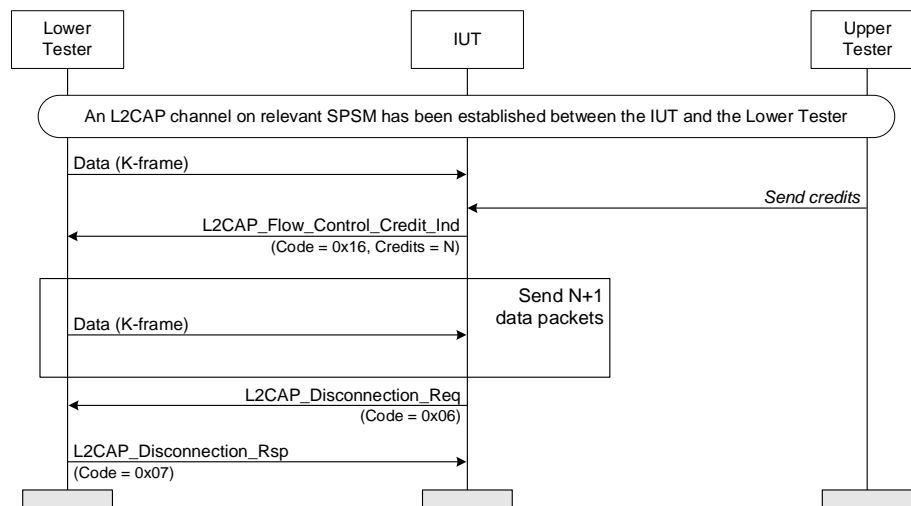 Lower
Tester
IUT
Upper
Tester
An L2CAP channel on relevant SPSM has been established between the IUT and the Lower Tester
Data (K-frame)
Send credits
L2CAP_Flow_Control_Credit_Ind
(Code = 0x16, Credits = N)
Send N+1
data packets
Data (K-frame)
L2CAP_Disconnection_Req
(Code = 0x06)
L2CAP_Disconnection_Rsp
(Code = 0x07)